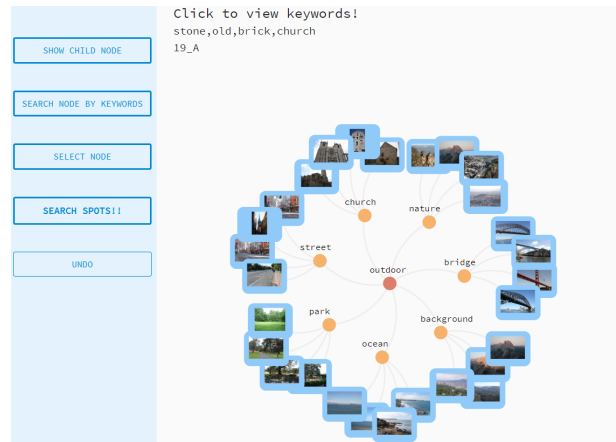 Click to view keywords!
stone,old,brick,church
19_A
SHOW CHILD NODE
SEARCH NODE BY KEYWORDS
SELECT NODE
SEARCH SPOTS!!
UNDO
church
nature
street
bridge
outdoor
park
background
ocean